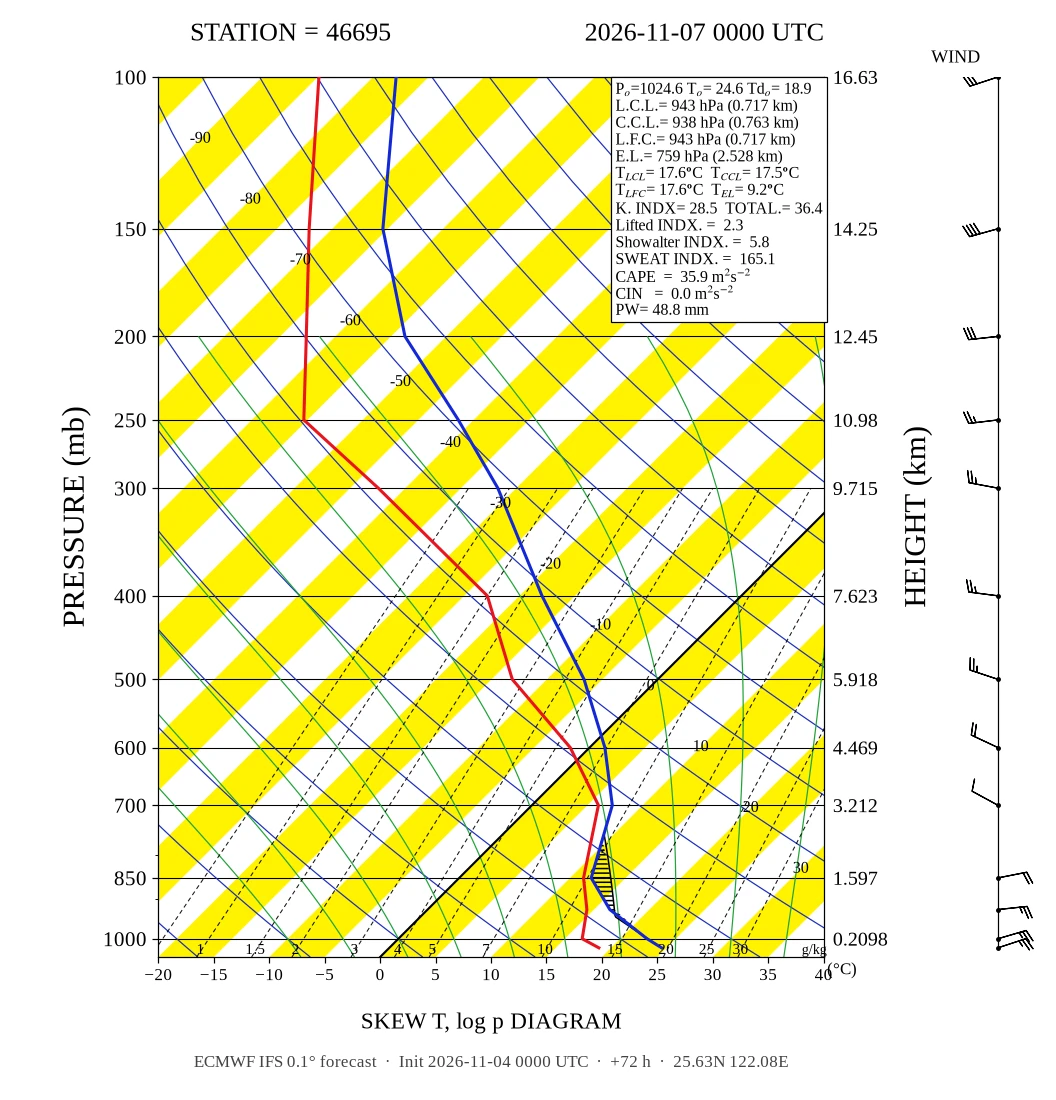 STATION = 46695
2026-11-07 0000 UTC
WIND
100
16.63
Pₒ=1024.6 Tₒ= 24.6 Tdₒ= 18.9
L.C.L.= 943 hPa (0.717 km)
C.C.L.= 938 hPa (0.763 km)
L.F.C.= 943 hPa (0.717 km)
E.L.= 759 hPa (2.528 km)
T_LCL= 17.6°C T_CCL= 17.5°C
T_LFC= 17.6°C T_EL= 9.2°C
K. INDX= 28.5 TOTAL.= 36.4
Lifted INDX. = 2.3
Showalter INDX. = 5.8
SWEAT INDX. = 165.1
CAPE = 35.9 m²s⁻²
CIN = 0.0 m²s⁻²
PW= 48.8 mm
-90
-80
150
14.25
-70
-60
200
12.45
-50
250
10.98
-40
300
9.715
-30
-20
400
7.623
-10
500
0
5.918
600
10
4.469
700
20
3.212
850
30
1.597
1000
0.2098
PRESSURE (mb)
HEIGHT (km)
1 1.5 2 3 4 5 7 10 15 20 25 30 g/kg
−20 −15 −10 −5 0 5 10 15 20 25 30 35 40 (°C)
SKEW T, log p DIAGRAM
ECMWF IFS 0.1° forecast · Init 2026-11-04 0000 UTC · +72 h · 25.63N 122.08E